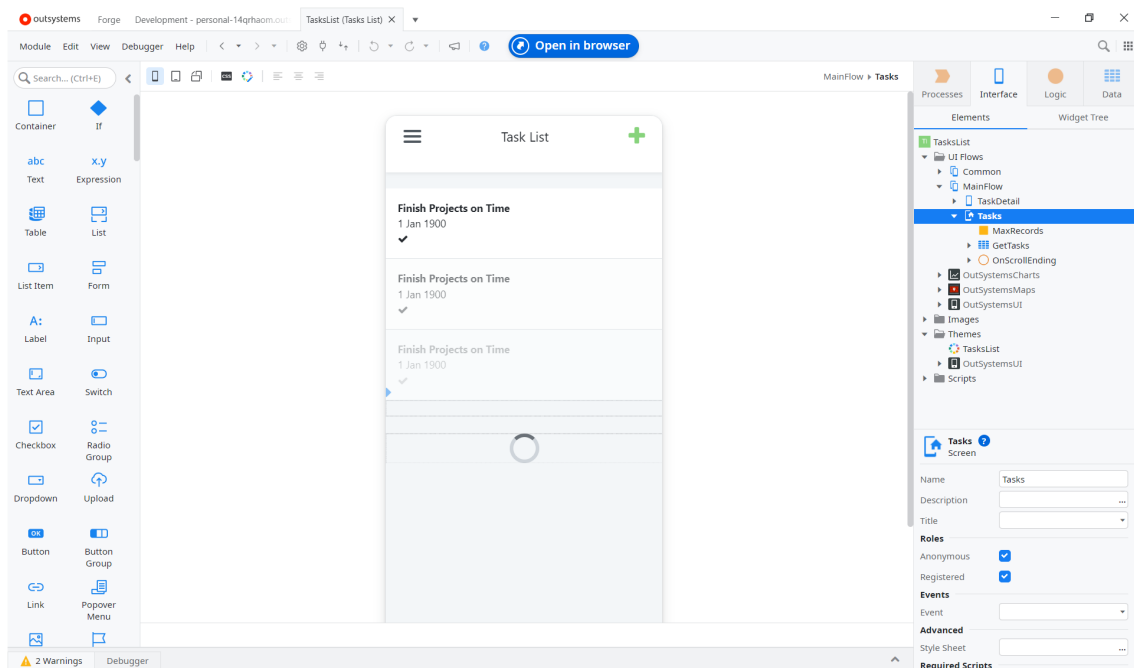 outsystems Forge Development - personal-14qrhaom.out TasksList (Tasks List)
Module Edit View Debugger Help Open in browser
Search... (Ctrl+E)
MainFlow Tasks
Container If
abc x.y
Text Expression
Table List
List Item Form
A:
Label Input
Text Area Switch
Checkbox Radio Group
Dropdown Upload
OK
Button Button Group
Link Popover Menu
CSS
Task List
Finish Projects on Time
1 Jan 1900
Finish Projects on Time
1 Jan 1900
Finish Projects on Time
1 Jan 1900
Processes Interface Logic Data
Elements Widget Tree
TasksList
UI Flows
Common
MainFlow
TaskDetail
Tasks
MaxRecords
GetTasks
OnScrollEnding
OutSystemsCharts
OutSystemsMaps
OutSystemsUI
Images
Themes
TasksList
OutSystemsUI
Scripts
Tasks ?
Screen
Name Tasks
Description ...
Title
Roles
Anonymous
Registered
Events
Event
Advanced
Style Sheet ...
Required Scripts
2 Warnings Debugger